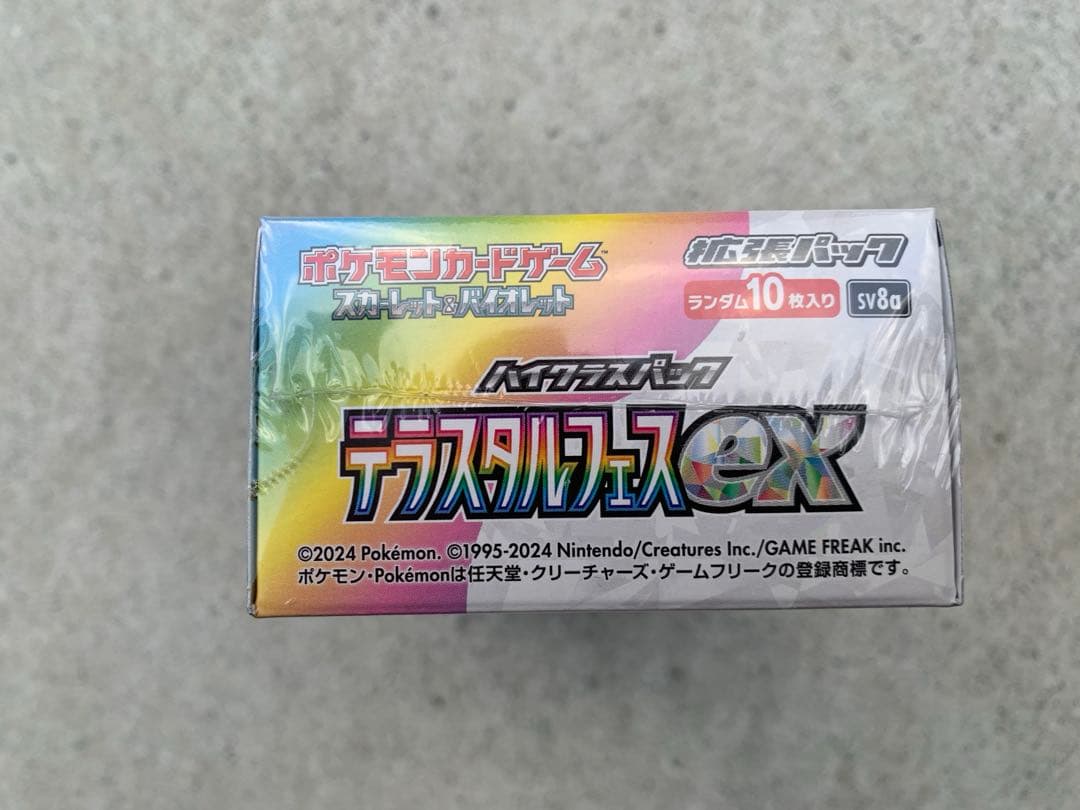 ポケモンカードゲーム™
スカーレット&バイオレット
拡張パック
ランダム10枚入り SV8a
ハイクラスパック
テラスタルフェスex
©2024 Pokémon. ©1995-2024 Nintendo/Creatures Inc./GAME FREAK inc.
ポケモン・Pokémonは任天堂・クリーチャーズ・ゲームフリークの登録商標です。